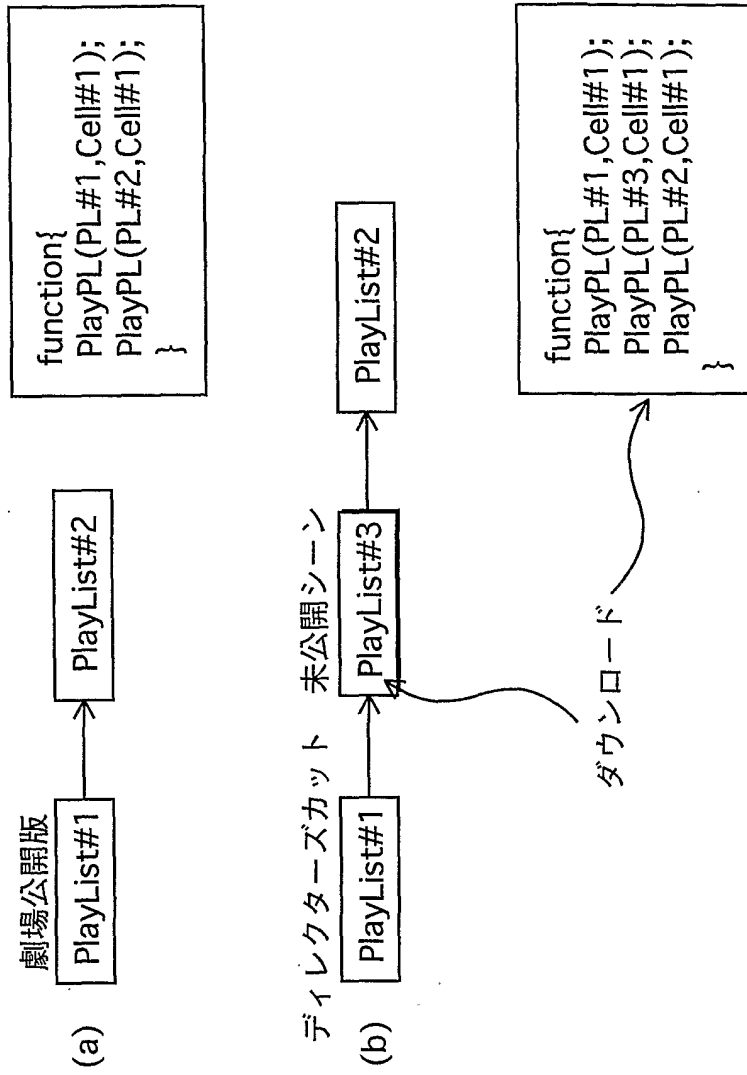 (a)
劇場公開版
PlayList#1
PlayList#2
function{
PlayPL(PL#1,Cell#1);
PlayPL(PL#2,Cell#1);
}
(b)
ディレクターズカット
未公開シーン
PlayList#1
PlayList#3
PlayList#2
ダウンロード
function{
PlayPL(PL#1,Cell#1);
PlayPL(PL#3,Cell#1);
PlayPL(PL#2,Cell#1);
}